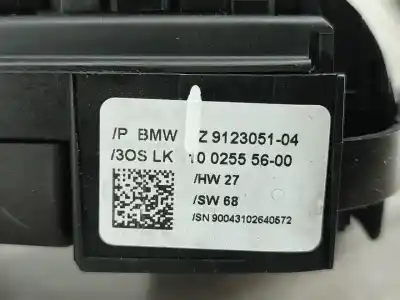 /P BMW Z 9123051-04
/3OS LK 10 0255 56-00
/HW 27
/SW 68
/SN 90043102640572